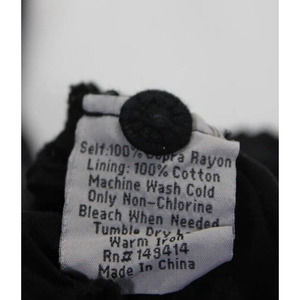 Self:100% Cupra Rayon
Lining: 100% Cotton
Machine Wash Cold
Only Non-Chlorine
Bleach When Needed
Tumble Dry
Warm Iron
Rn# 149414
Made In China